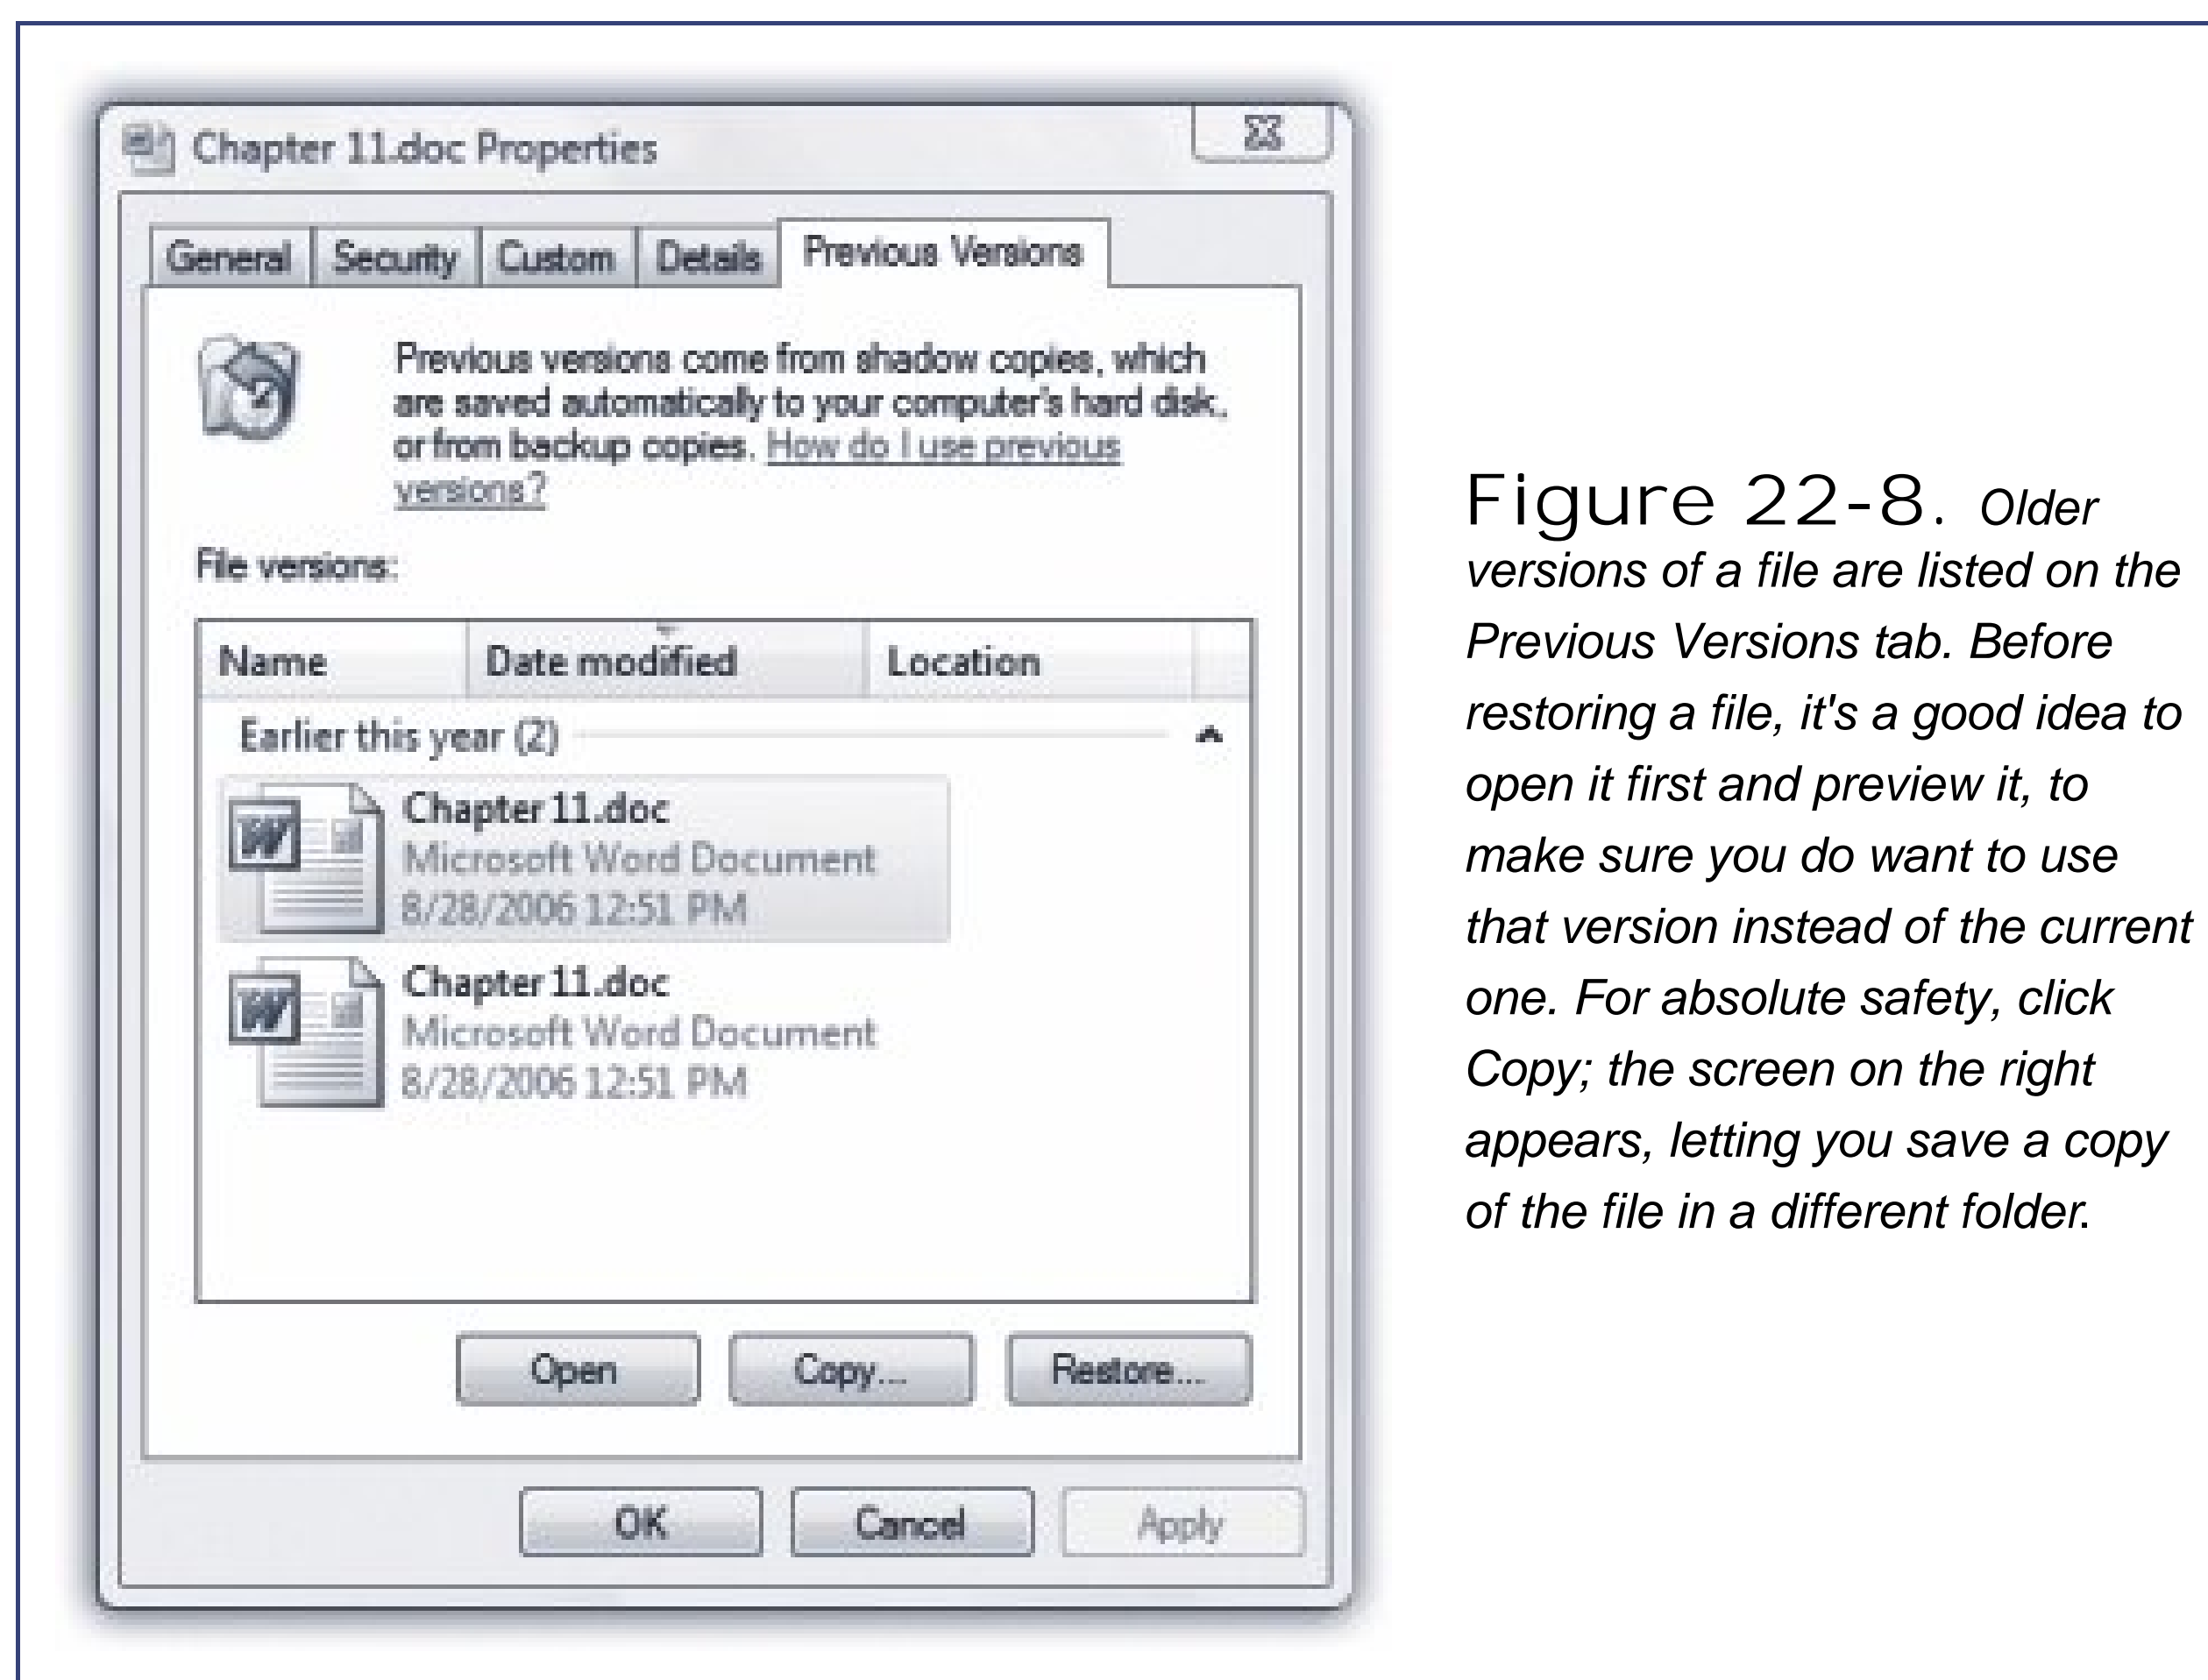 Chapter 11.doc Properties
General Security Custom Details Previous Versions
Previous versions come from shadow copies, which
are saved automatically to your computer's hard disk,
or from backup copies. How do I use previous
versions?
File versions:
Name Date modified Location
Earlier this year (2)
Chapter 11.doc
Microsoft Word Document
8/28/2006 12:51 PM
Chapter 11.doc
Microsoft Word Document
8/28/2006 12:51 PM
Open Copy... Restore...
OK Cancel Apply
Figure 22-8. Older
versions of a file are listed on the
Previous Versions tab. Before
restoring a file, it's a good idea to
open it first and preview it, to
make sure you do want to use
that version instead of the current
one. For absolute safety, click
Copy; the screen on the right
appears, letting you save a copy
of the file in a different folder.